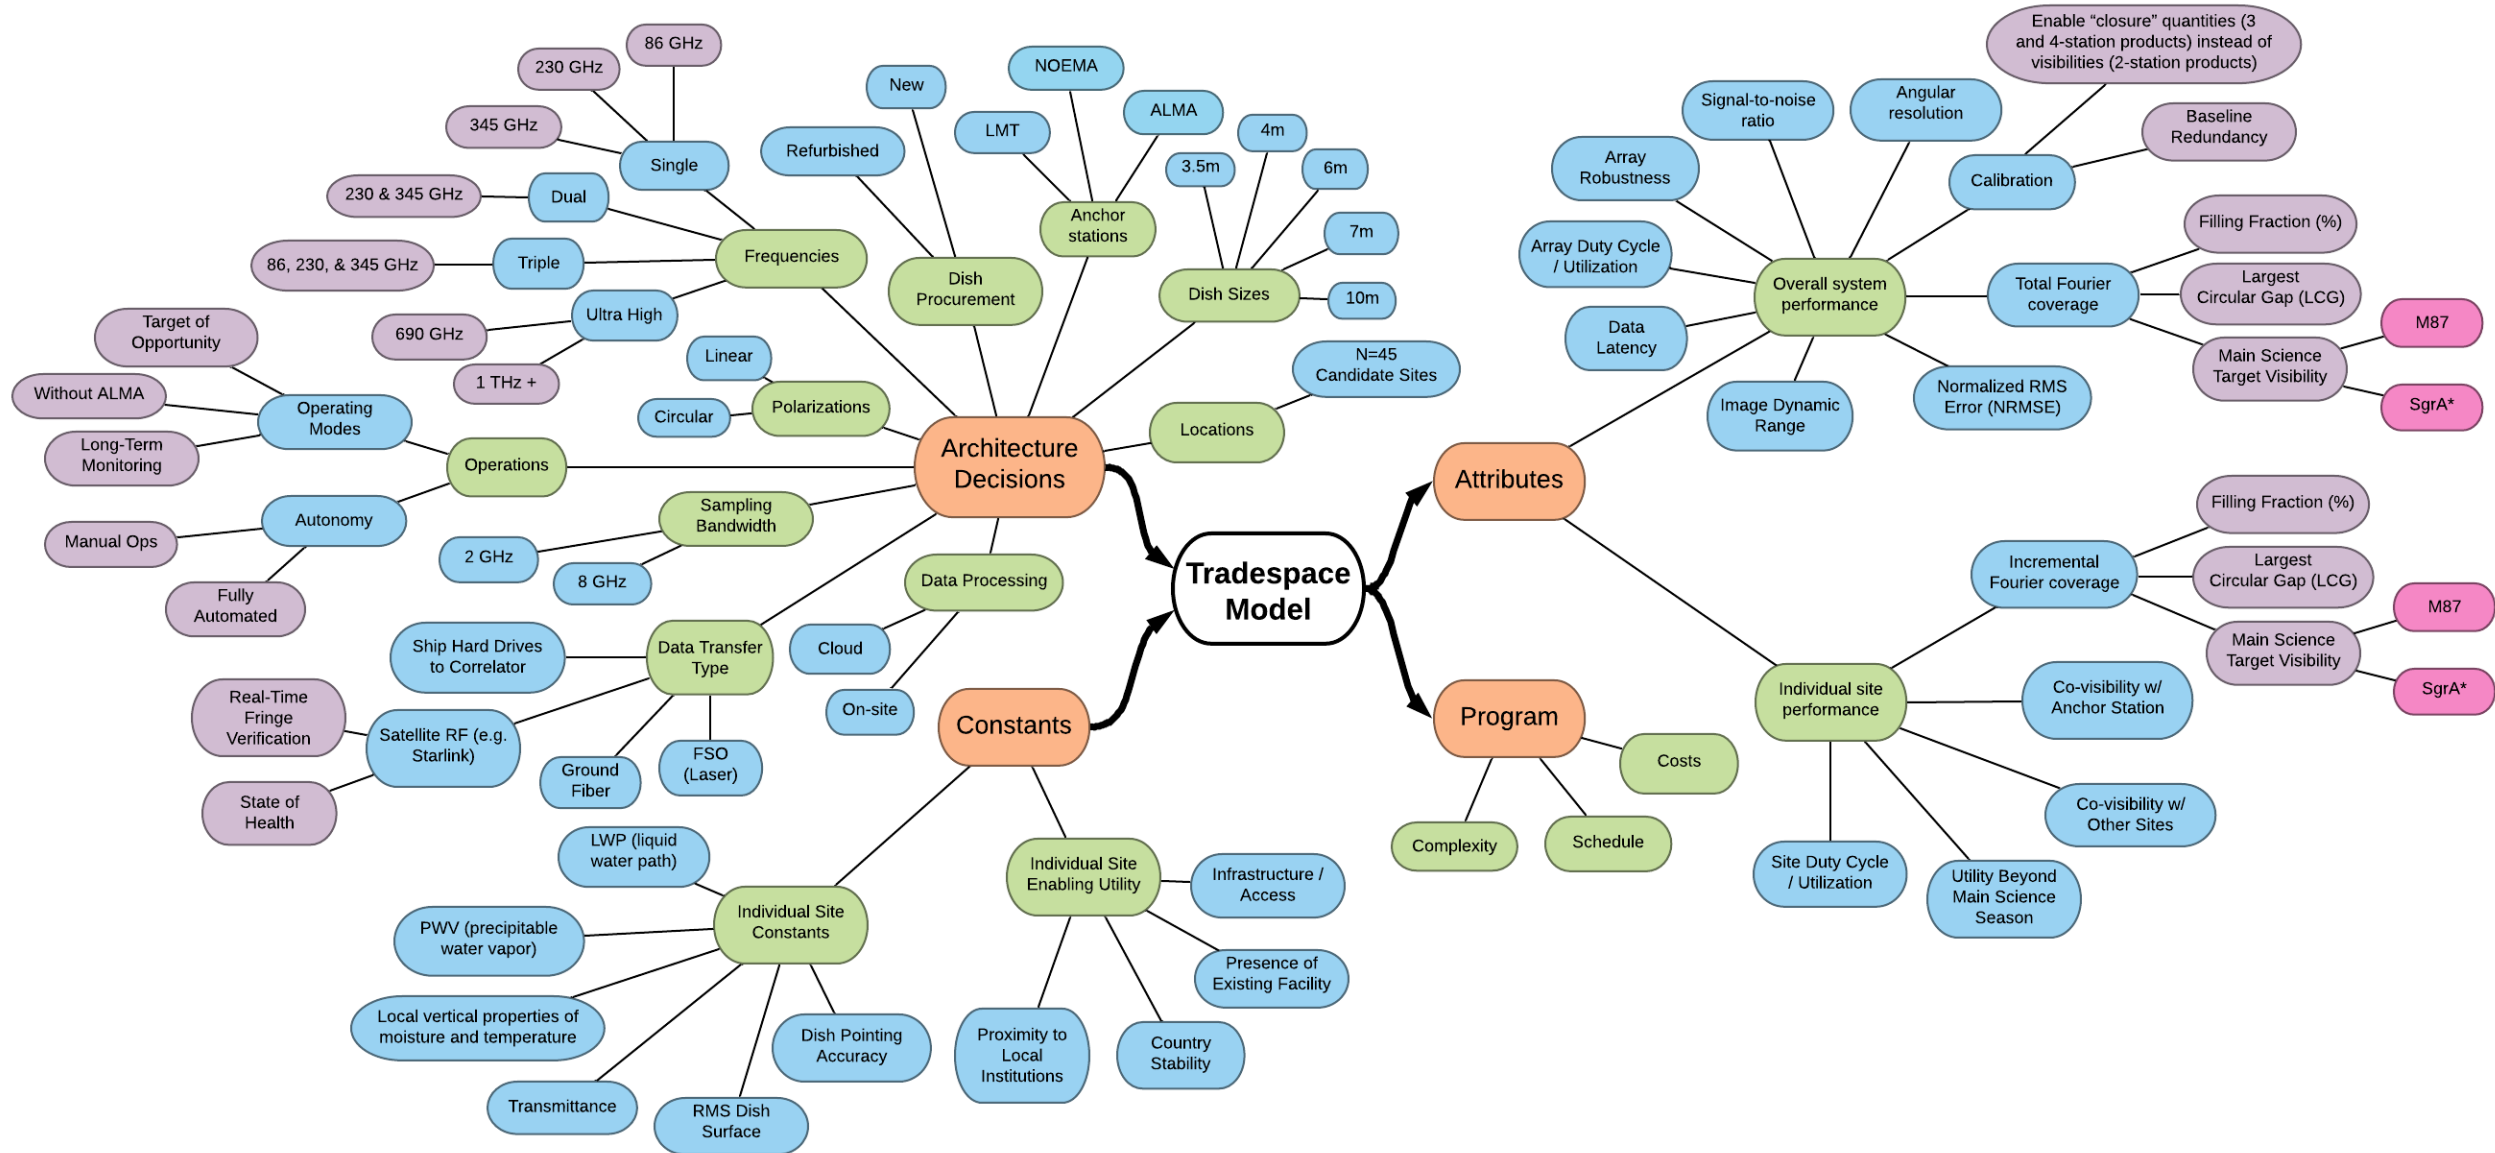 Tradespace
Model
Architecture
Decisions
Frequencies
Single
86 GHz
230 GHz
345 GHz
Dual
230 & 345 GHz
Triple
86, 230, & 345 GHz
Ultra High
690 GHz
1 THz +
Dish
Procurement
Refurbished
New
Anchor
stations
LMT
NOEMA
ALMA
Dish Sizes
3.5m
4m
6m
7m
10m
Locations
N=45
Candidate Sites
Polarizations
Linear
Circular
Operations
Operating
Modes
Target of
Opportunity
Without ALMA
Long-Term
Monitoring
Autonomy
Manual Ops
Fully
Automated
Sampling
Bandwidth
2 GHz
8 GHz
Data Processing
Cloud
On-site
Data Transfer
Type
Ship Hard Drives
to Correlator
Satellite RF (e.g.
Starlink)
Real-Time
Fringe
Verification
State of
Health
Ground
Fiber
FSO
(Laser)
Constants
Individual Site
Constants
LWP (liquid
water path)
PWV (precipitable
water vapor)
Local vertical properties of
moisture and temperature
Transmittance
RMS Dish
Surface
Dish Pointing
Accuracy
Individual Site
Enabling Utility
Infrastructure /
Access
Presence of
Existing Facility
Country
Stability
Proximity to
Local
Institutions
Attributes
Overall system
performance
Array Duty Cycle
/ Utilization
Array
Robustness
Signal-to-noise
ratio
Angular
resolution
Calibration
Enable “closure” quantities (3
and 4-station products) instead of
visibilities (2-station products)
Baseline
Redundancy
Total Fourier
coverage
Filling Fraction (%)
Largest
Circular Gap (LCG)
Main Science
Target Visibility
M87
SgrA*
Normalized RMS
Error (NRMSE)
Image Dynamic
Range
Data
Latency
Individual site
performance
Incremental
Fourier coverage
Filling Fraction (%)
Largest
Circular Gap (LCG)
Main Science
Target Visibility
M87
SgrA*
Co-visibility w/
Anchor Station
Co-visibility w/
Other Sites
Utility Beyond
Main Science
Season
Site Duty Cycle
/ Utilization
Program
Costs
Schedule
Complexity